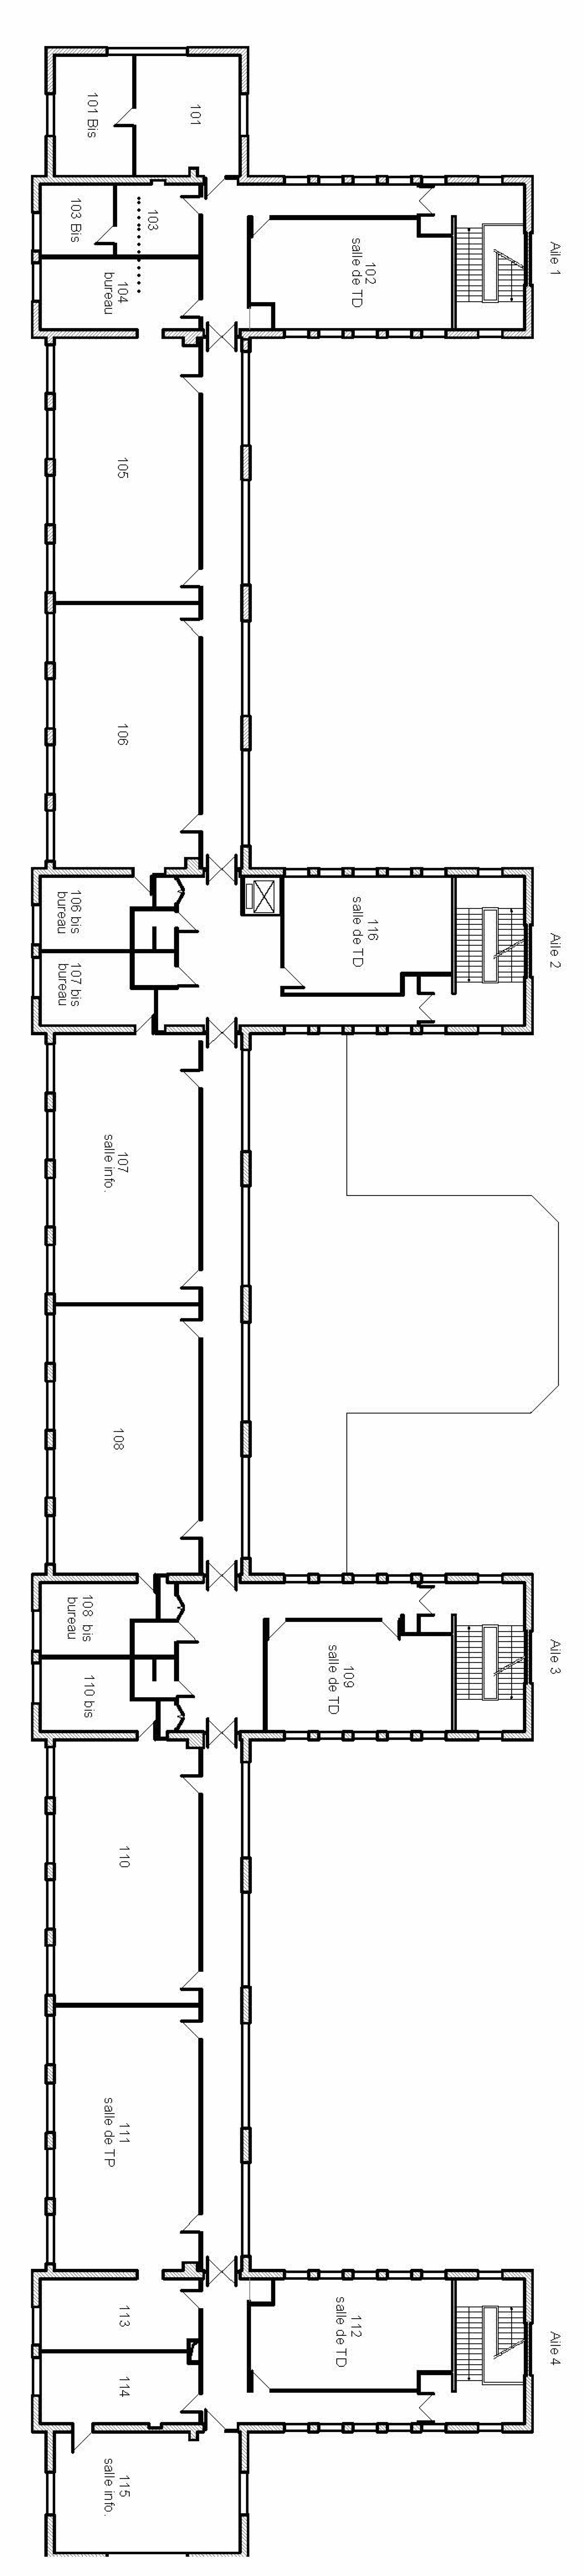 101 Bis
101
103 Bis
103
104
bureau
102
salle de TD
Aile 1
105
106
106 bis
bureau
107 bis
bureau
116
salle de TD
Aile 2
107
salle info.
108
108 bis
bureau
110 bis
109
salle de TD
Aile 3
110
111
salle de TP
113
114
112
salle de TD
Aile 4
115
salle info.